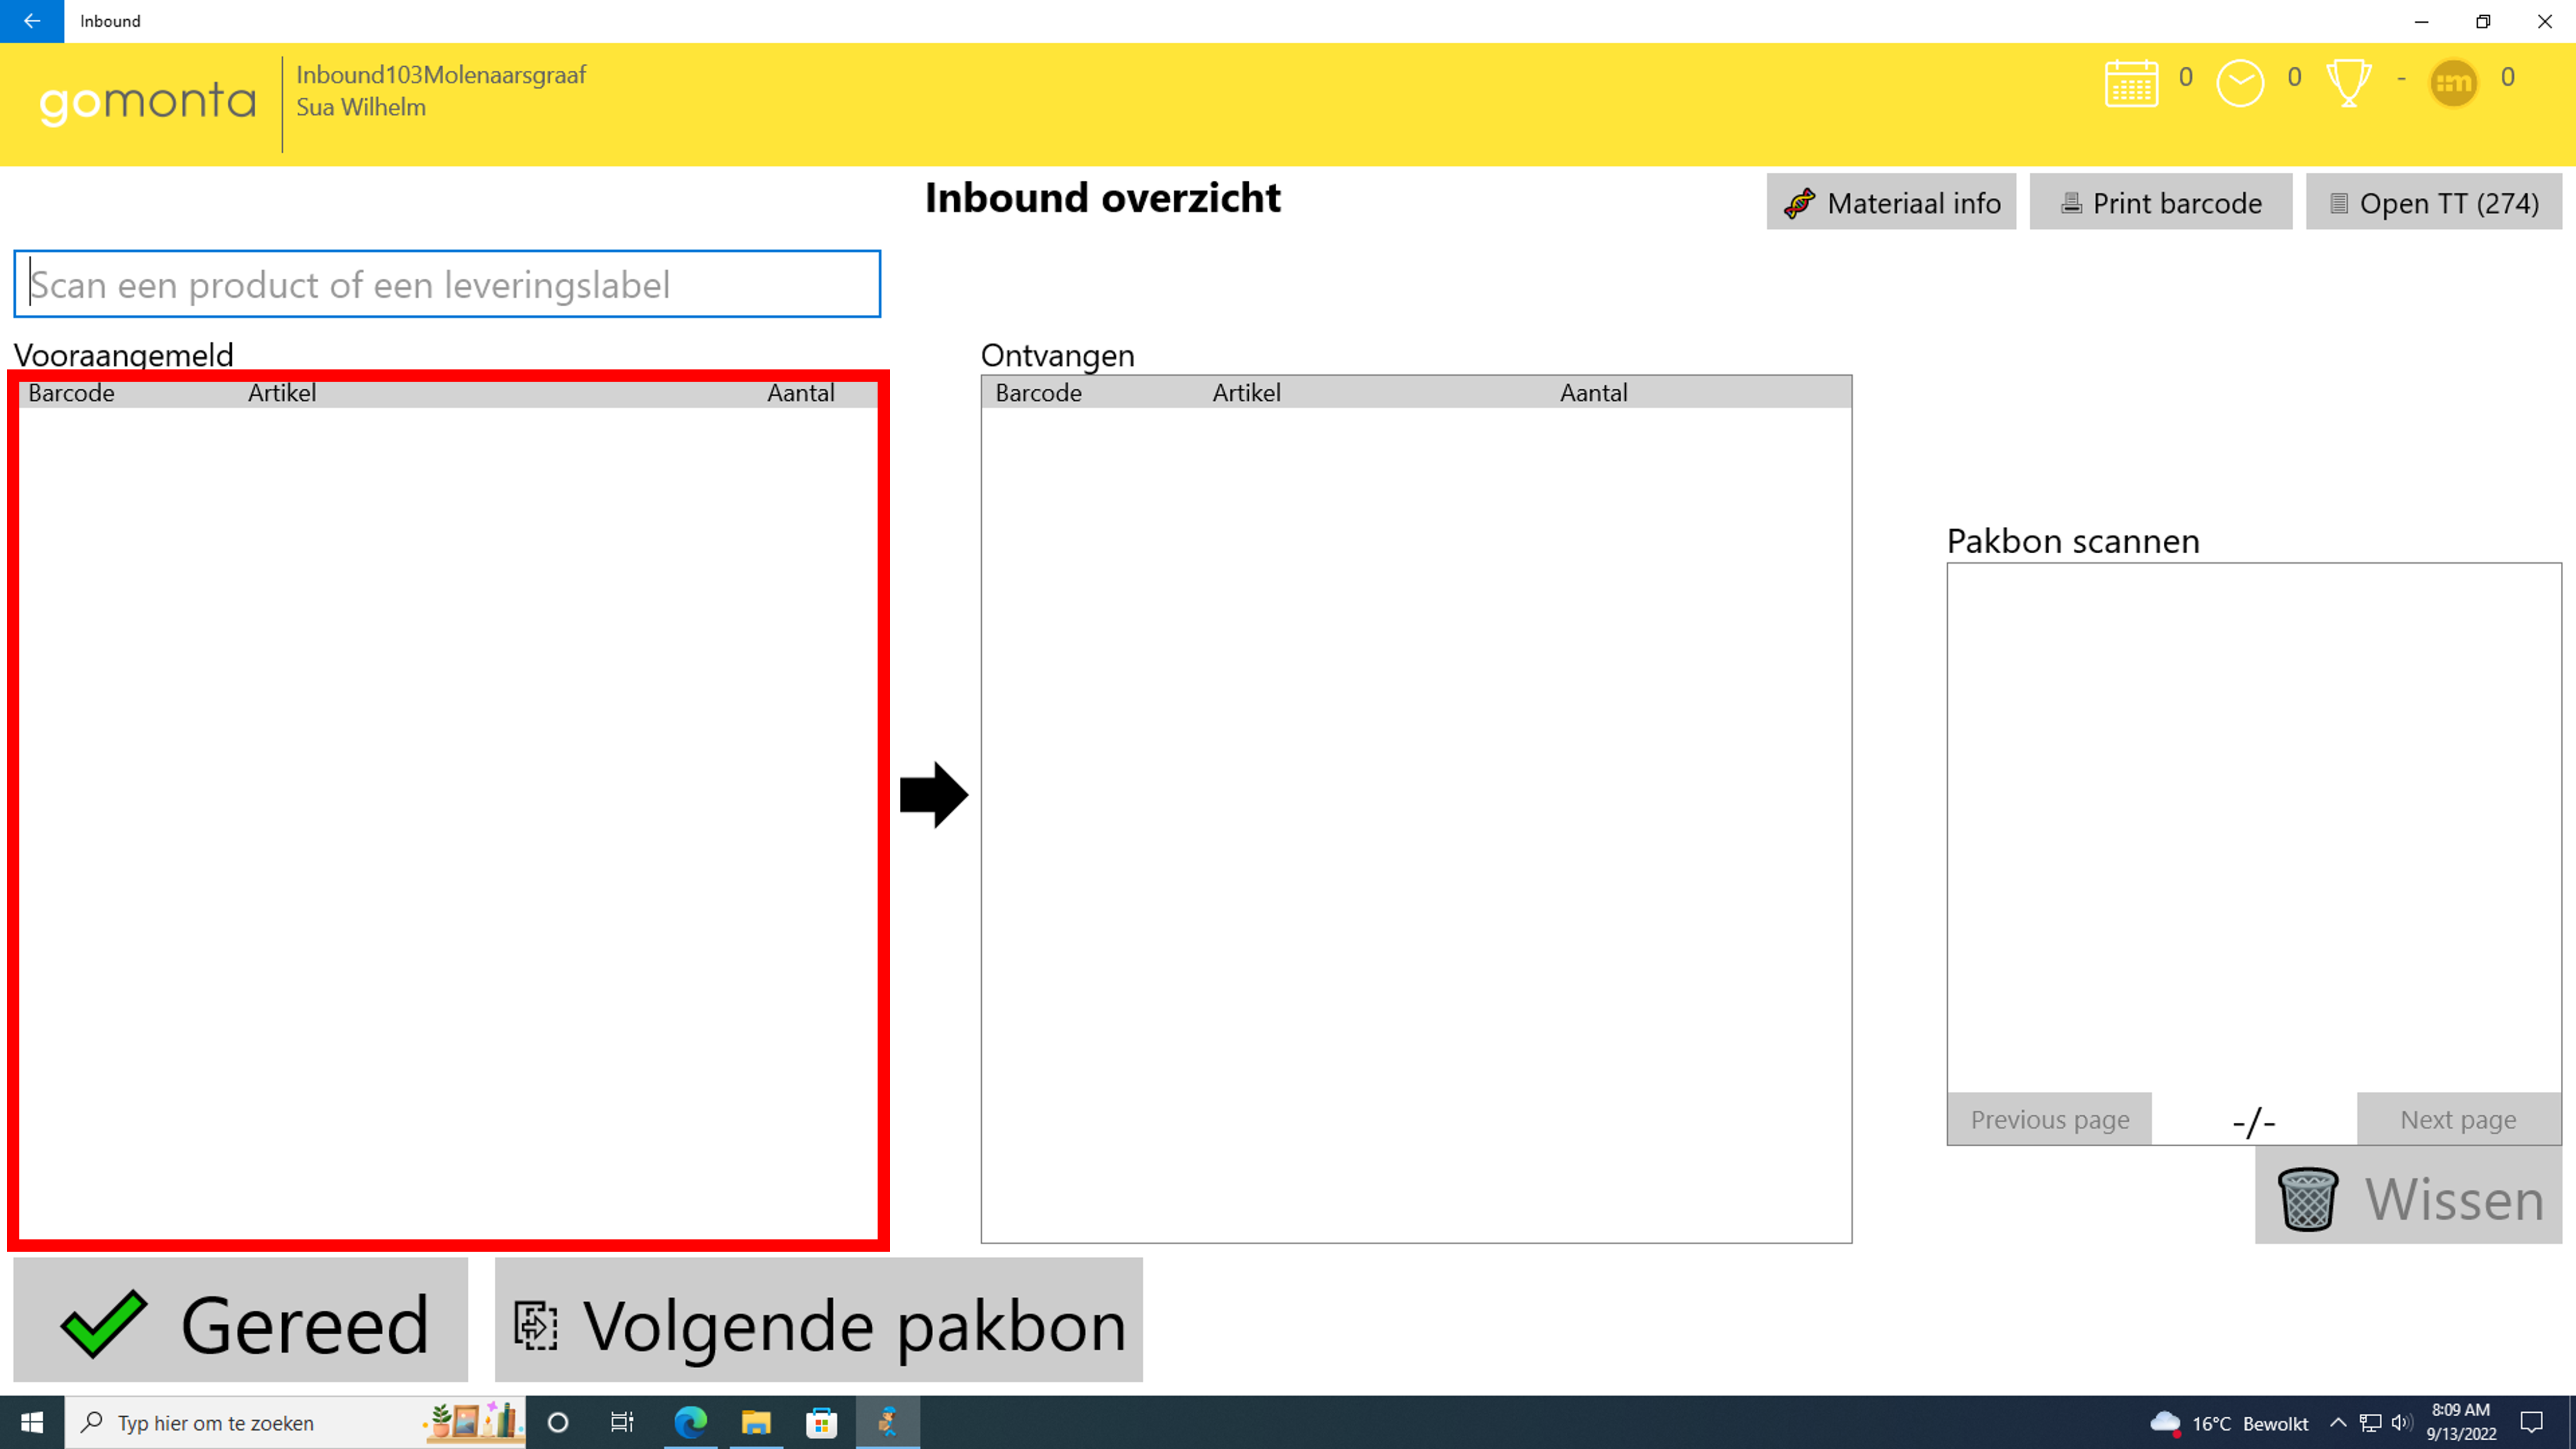 Inbound
gomonta
Inbound103Molenaarsgraaf
Sua Wilhelm
0 0 - :m 0
Inbound overzicht
Materiaal info
Print barcode
Open TT (274)
Scan een product of een leveringslabel
Vooraangemeld
Barcode Artikel Aantal
Ontvangen
Barcode Artikel Aantal
Pakbon scannen
Previous page -/- Next page
Wissen
Gereed
Volgende pakbon
Typ hier om te zoeken
16°C Bewolkt
8:09 AM
9/13/2022